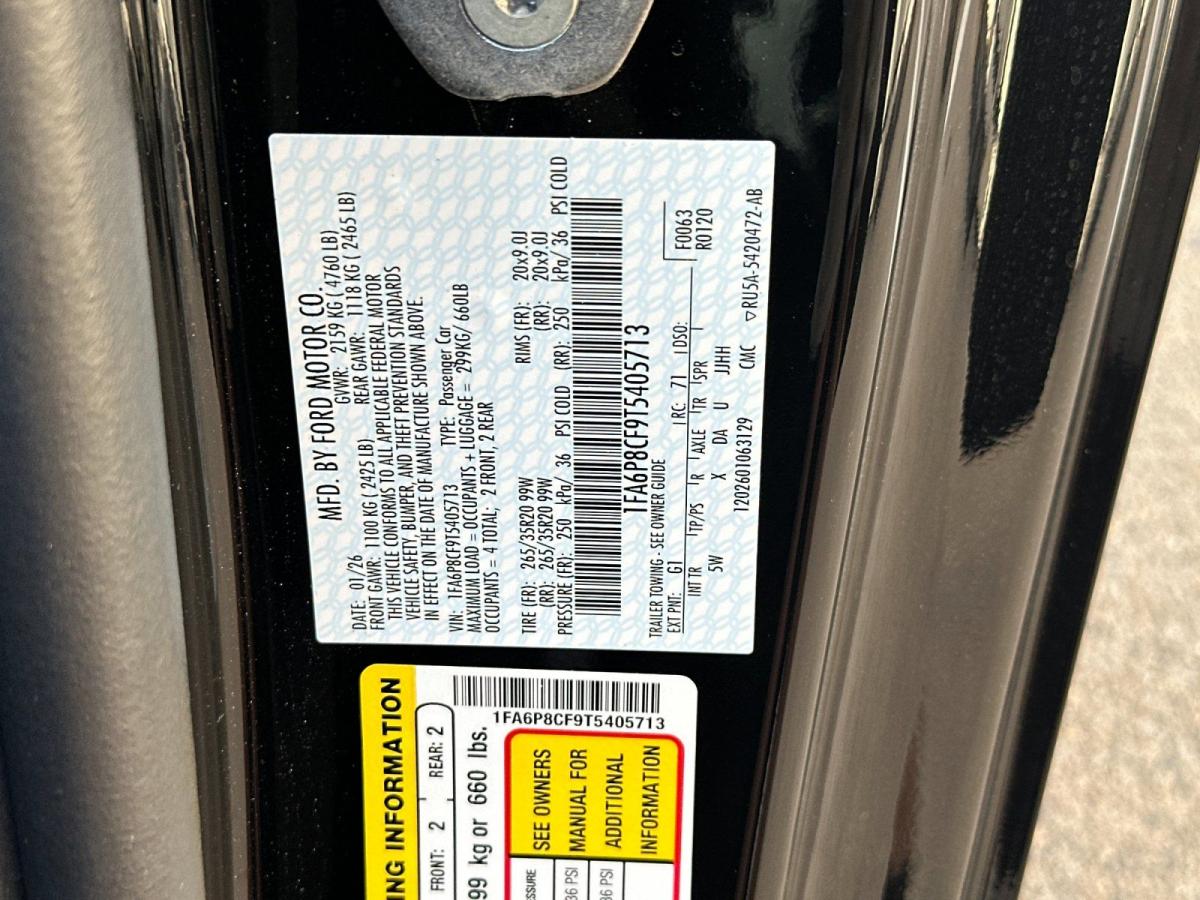 MFD. BY FORD MOTOR CO.
DATE: 01/26 GVWR: 2159 KG ( 4760 LB)
FRONT GAWR: 1100 KG ( 2425 LB) REAR GAWR: 1118 KG ( 2465 LB)
THIS VEHICLE CONFORMS TO ALL APPLICABLE FEDERAL MOTOR
VEHICLE SAFETY, BUMPER, AND THEFT PREVENTION STANDARDS
IN EFFECT ON THE DATE OF MANUFACTURE SHOWN ABOVE.
VIN: 1FA6P8CF9T5405713 TYPE: Passenger Car
MAXIMUM LOAD = OCCUPANTS + LUGGAGE = 299KG/ 660LB
OCCUPANTS = 4 TOTAL; 2 FRONT, 2 REAR
TIRE (FR): 265/35R20 99W RIMS (FR): 20x9.0J
(RR): 265/35R20 99W (RR): 20x9.0J
PRESSURE (FR): 250 kPa/ 36 PSI COLD (RR): 250 kPa/ 36 PSI COLD
1FA6P8CF9T5405713
TRAILER TOWING - SEE OWNER GUIDE
EXT PNT: G1 RC: 71 DSO: F0063
R0120
INT TR TP/PS R AXLE TR SPR
5W X DA U JJHH
120260106312​9 CMC ▽RU5A-5420472-AB
ING INFORMATION
FRONT: 2 REAR: 2
99 kg or 660 lbs.
1FA6P8CF9T5405713
SSURE
36 PSI
36 PSI
SEE OWNERS
MANUAL FOR
ADDITIONAL
INFORMATION